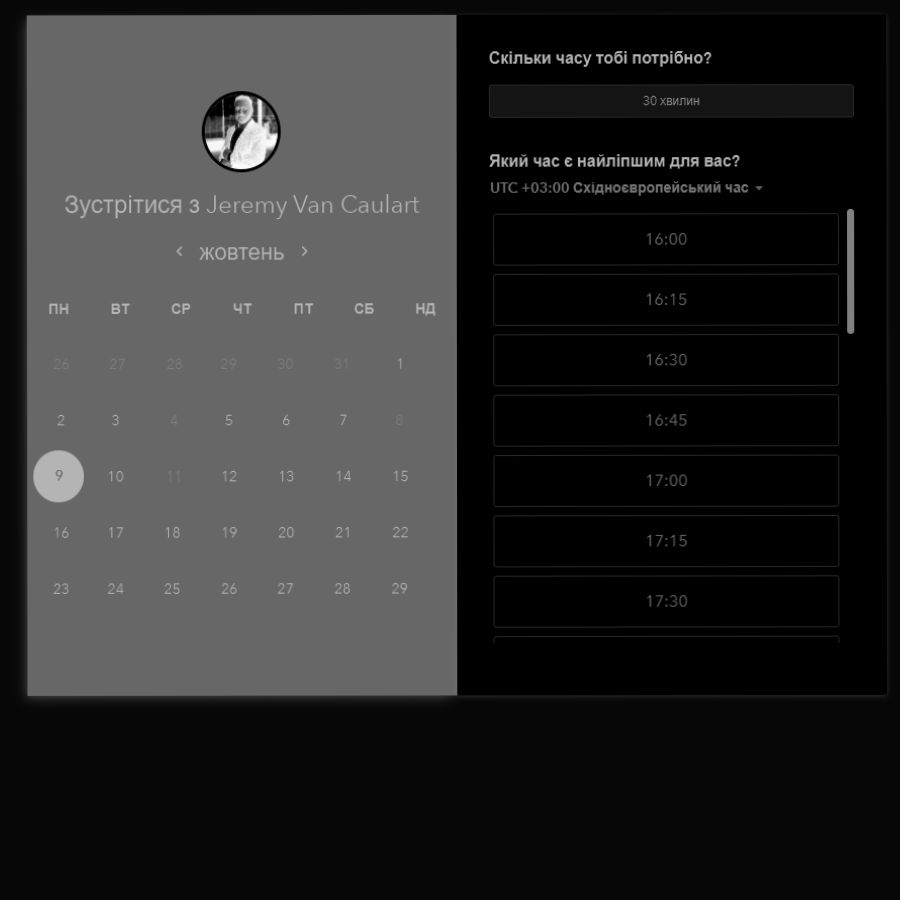 Зустрітися з Jeremy Van Caulart
жовтень
ПН ВТ СР ЧТ ПТ СБ НД
26 27 28 29 30 31 1
2 3 4 5 6 7 8
9 10 11 12 13 14 15
16 17 18 19 20 21 22
23 24 25 26 27 28 29
Скільки часу тобі потрібно?
30 хвилин
Який час є найліпшим для вас?
UTC +03:00 Східноєвропейський час
16:00
16:15
16:30
16:45
17:00
17:15
17:30